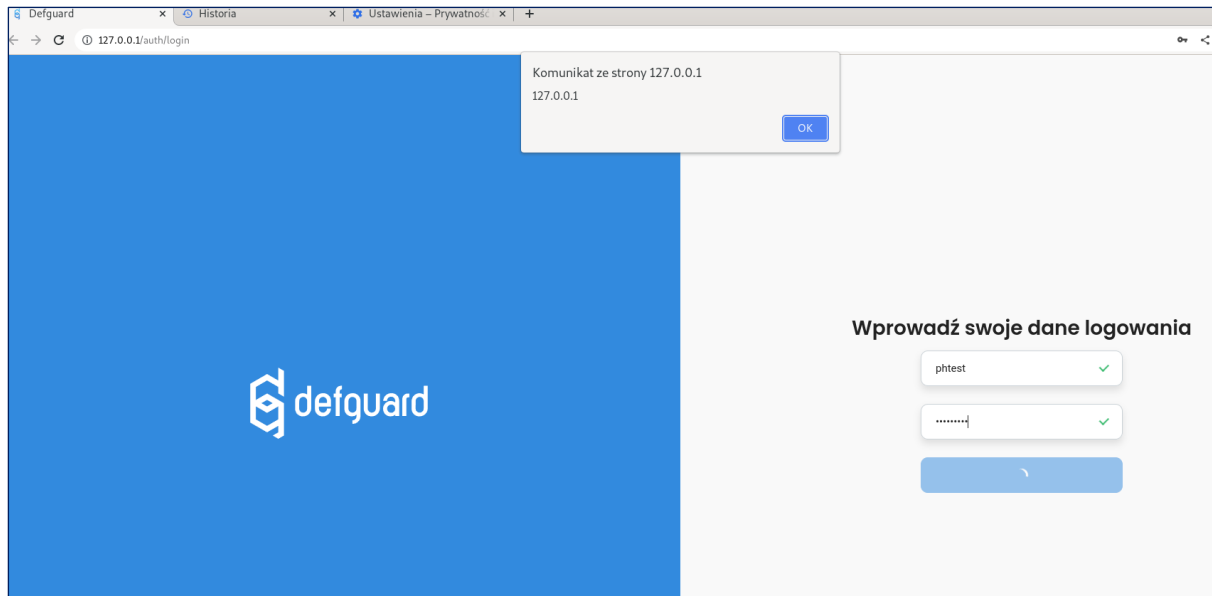 Defguard
Historia
Ustawienia – Prywatność
127.0.0.1/auth/login
Komunikat ze strony 127.0.0.1
127.0.0.1
OK
defguard
Wprowadź swoje dane logowania
phtest